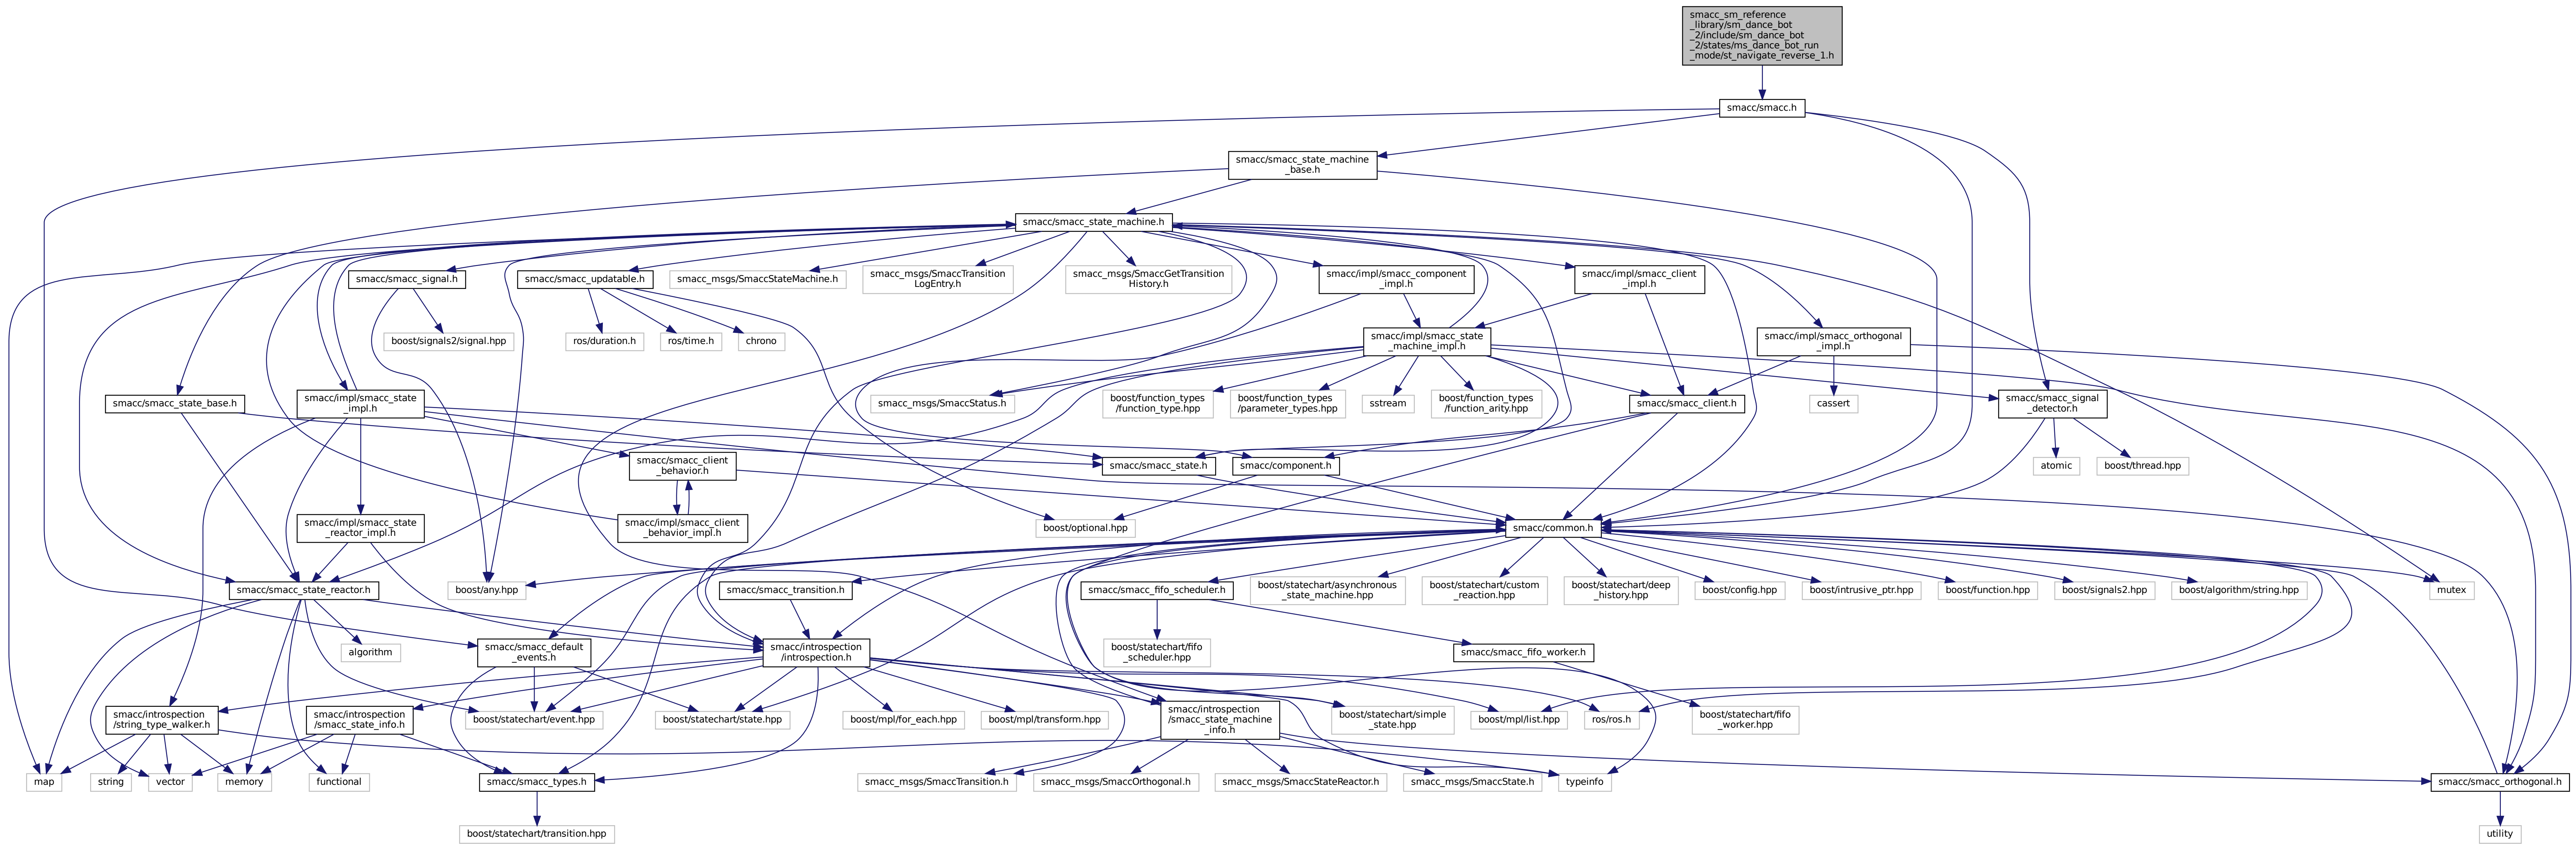 smacc_sm_reference
_library/sm_dance_bot
_2/include/sm_dance_bot
_2/states/ms_dance_bot_run
_mode/st_navigate_reverse_1.h
smacc/smacc.h
smacc/smacc_state_machine
_base.h
smacc/smacc_state_machine.h
smacc/smacc_signal.h
smacc/smacc_updatable.h
smacc_msgs/SmaccStateMachine.h
smacc_msgs/SmaccTransition
LogEntry.h
smacc_msgs/SmaccGetTransition
History.h
smacc/impl/smacc_component
_impl.h
smacc/impl/smacc_client
_impl.h
boost/signals2/signal.hpp
ros/duration.h
ros/time.h
chrono
smacc/impl/smacc_state
_machine_impl.h
smacc/impl/smacc_orthogonal
_impl.h
smacc/smacc_state_base.h
smacc/impl/smacc_state
_impl.h
smacc_msgs/SmaccStatus.h
boost/function_types
/function_type.hpp
boost/function_types
/parameter_types.hpp
sstream
boost/function_types
/function_arity.hpp
smacc/smacc_client.h
cassert
smacc/smacc_signal
_detector.h
smacc/smacc_client
_behavior.h
smacc/smacc_state.h
smacc/component.h
atomic
boost/thread.hpp
smacc/impl/smacc_state
_reactor_impl.h
smacc/impl/smacc_client
_behavior_impl.h
boost/optional.hpp
smacc/common.h
smacc/smacc_state_reactor.h
boost/any.hpp
smacc/smacc_transition.h
smacc/smacc_fifo_scheduler.h
boost/statechart/asynchronous
_state_machine.hpp
boost/statechart/custom
_reaction.hpp
boost/statechart/deep
_history.hpp
boost/config.hpp
boost/intrusive_ptr.hpp
boost/function.hpp
boost/signals2.hpp
boost/algorithm/string.hpp
mutex
algorithm
smacc/smacc_default
_events.h
smacc/introspection
/introspection.h
boost/statechart/fifo
_scheduler.hpp
smacc/smacc_fifo_worker.h
smacc/introspection
/string_type_walker.h
smacc/introspection
/smacc_state_info.h
boost/statechart/event.hpp
boost/statechart/state.hpp
boost/mpl/for_each.hpp
boost/mpl/transform.hpp
smacc/introspection
/smacc_state_machine
_info.h
boost/statechart/simple
_state.hpp
boost/mpl/list.hpp
ros/ros.h
boost/statechart/fifo
_worker.hpp
map
string
vector
memory
functional
smacc/smacc_types.h
smacc_msgs/SmaccTransition.h
smacc_msgs/SmaccOrthogonal.h
smacc_msgs/SmaccStateReactor.h
smacc_msgs/SmaccState.h
typeinfo
smacc/smacc_orthogonal.h
boost/statechart/transition.hpp
utility